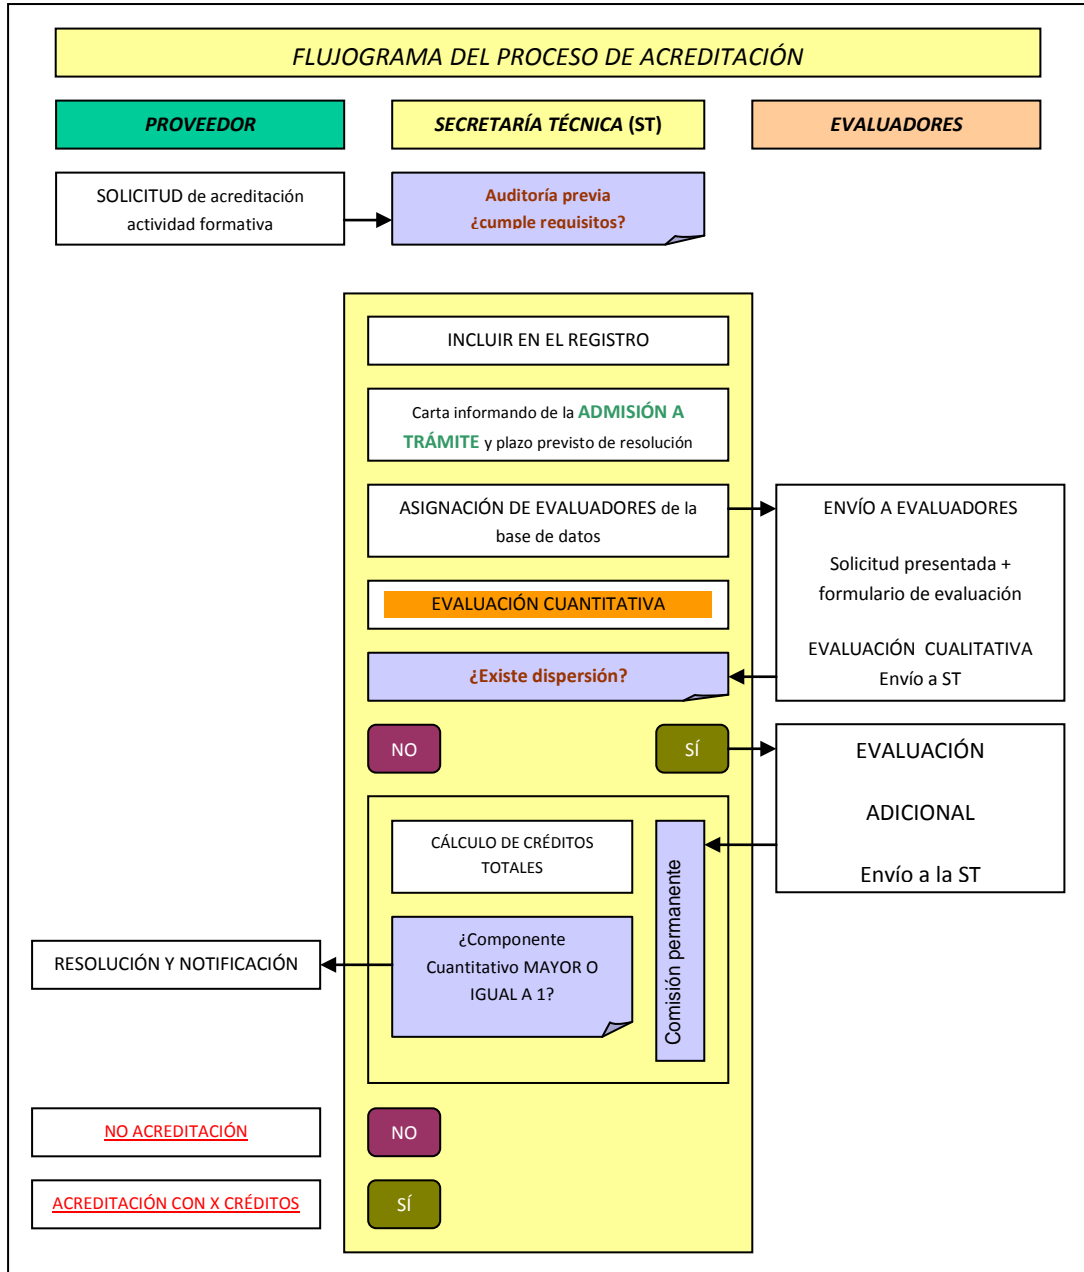 FLUJOGRAMA DEL PROCESO DE ACREDITACIÓN
PROVEEDOR
SECRETARÍA TÉCNICA (ST)
EVALUADORES
SOLICITUD de acreditación
actividad formativa
Auditoría previa
¿cumple requisitos?
INCLUIR EN EL REGISTRO
Carta informando de la ADMISIÓN A
TRÁMITE y plazo previsto de resolución
ASIGNACIÓN DE EVALUADORES de la
base de datos
ENVÍO A EVALUADORES
Solicitud presentada +
formulario de evaluación
EVALUACIÓN CUALITATIVA
Envío a ST
EVALUACIÓN CUANTITATIVA
¿Existe dispersión?
NO
SÍ
EVALUACIÓN
ADICIONAL
Envío a la ST
CÁLCULO DE CRÉDITOS
TOTALES
Comisión permanente
¿Componente
Cuantitativo MAYOR O
IGUAL A 1?
RESOLUCIÓN Y NOTIFICACIÓN
NO ACREDITACIÓN
NO
ACREDITACIÓN CON X CRÉDITOS
SÍ